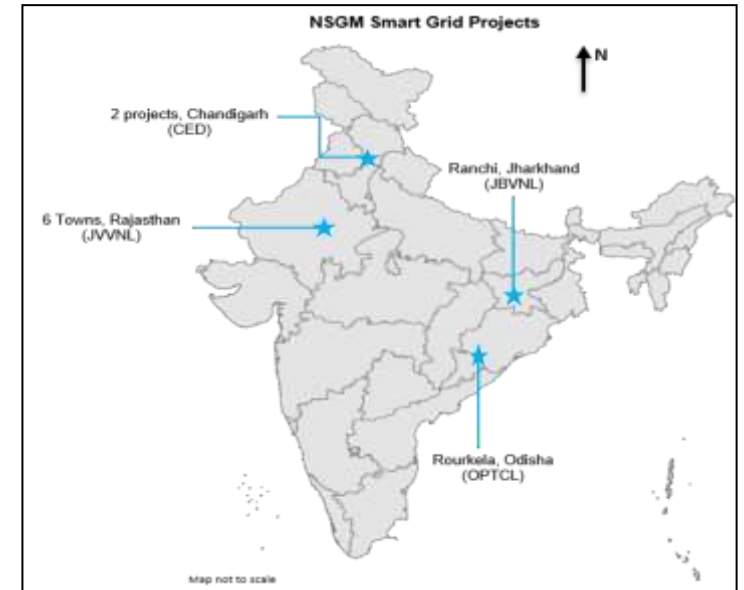 NSGM Smart Grid Projects
N
2 projects, Chandigarh
(CED)
Ranchi, Jharkhand
(JBVNL)
6 Towns, Rajasthan
(JVVNL)
Rourkela, Odisha
(OPTCL)
Map not to scale